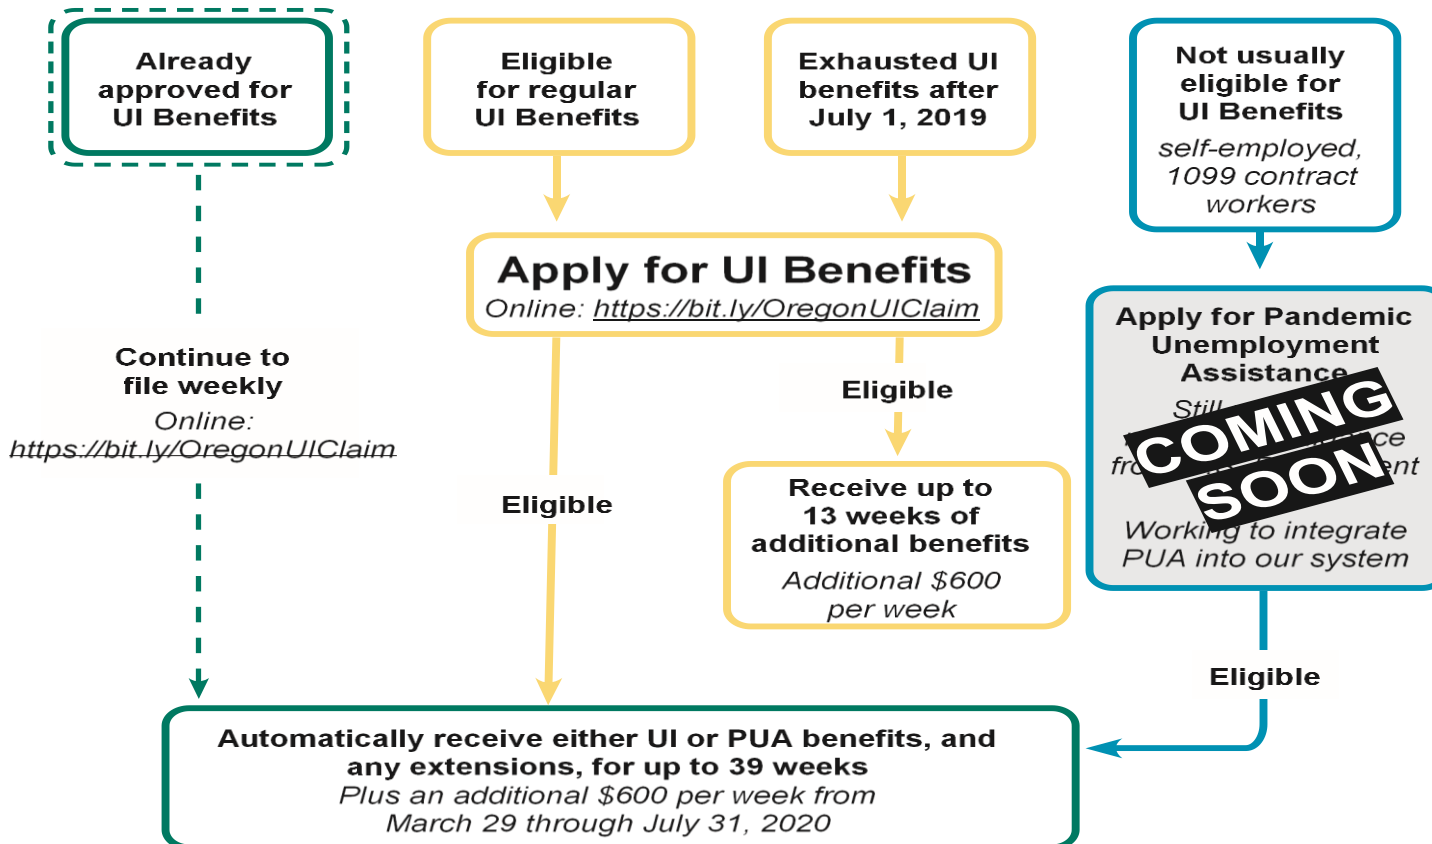 Already
approved for
UI Benefits
Eligible
for regular
UI Benefits
Exhausted UI
benefits after
July 1, 2019
Not usually
eligible for
UI Benefits
self-employed,
1099 contract
workers
Apply for UI Benefits
Online: https://bit.ly/OregonUIClaim
Continue to
file weekly
Online:
https://bit.ly/OregonUIClaim
Eligible
Eligible
Receive up to
13 weeks of
additional benefits
Additional $600
per week
Apply for Pandemic
Unemployment
Assistance
Still
COMING
SOON
Working to integrate
PUA into our system
Eligible
Automatically receive either UI or PUA benefits, and
any extensions, for up to 39 weeks
Plus an additional $600 per week from
March 29 through July 31, 2020